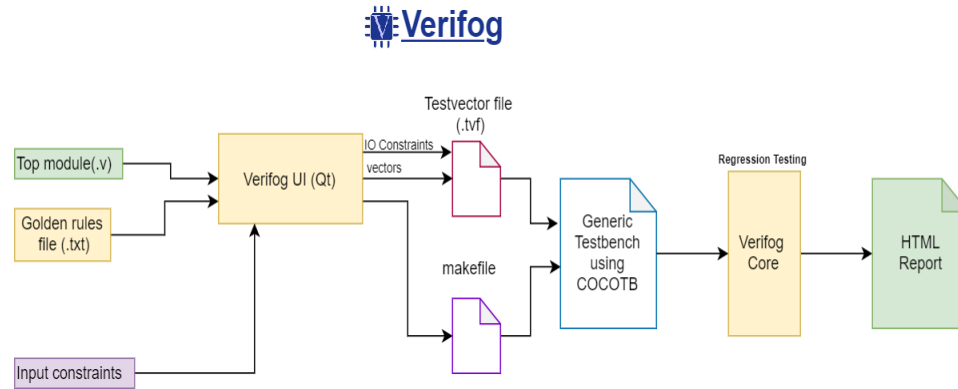 Verifog
Testvector file
(.tvf)
IO Constraints
vectors
Top module(.v)
Verifog UI (Qt)
Golden rules
file (.txt)
Input constraints
makefile
Generic
Testbench
using
COCOTB
Regression Testing
Verifog
Core
HTML
Report